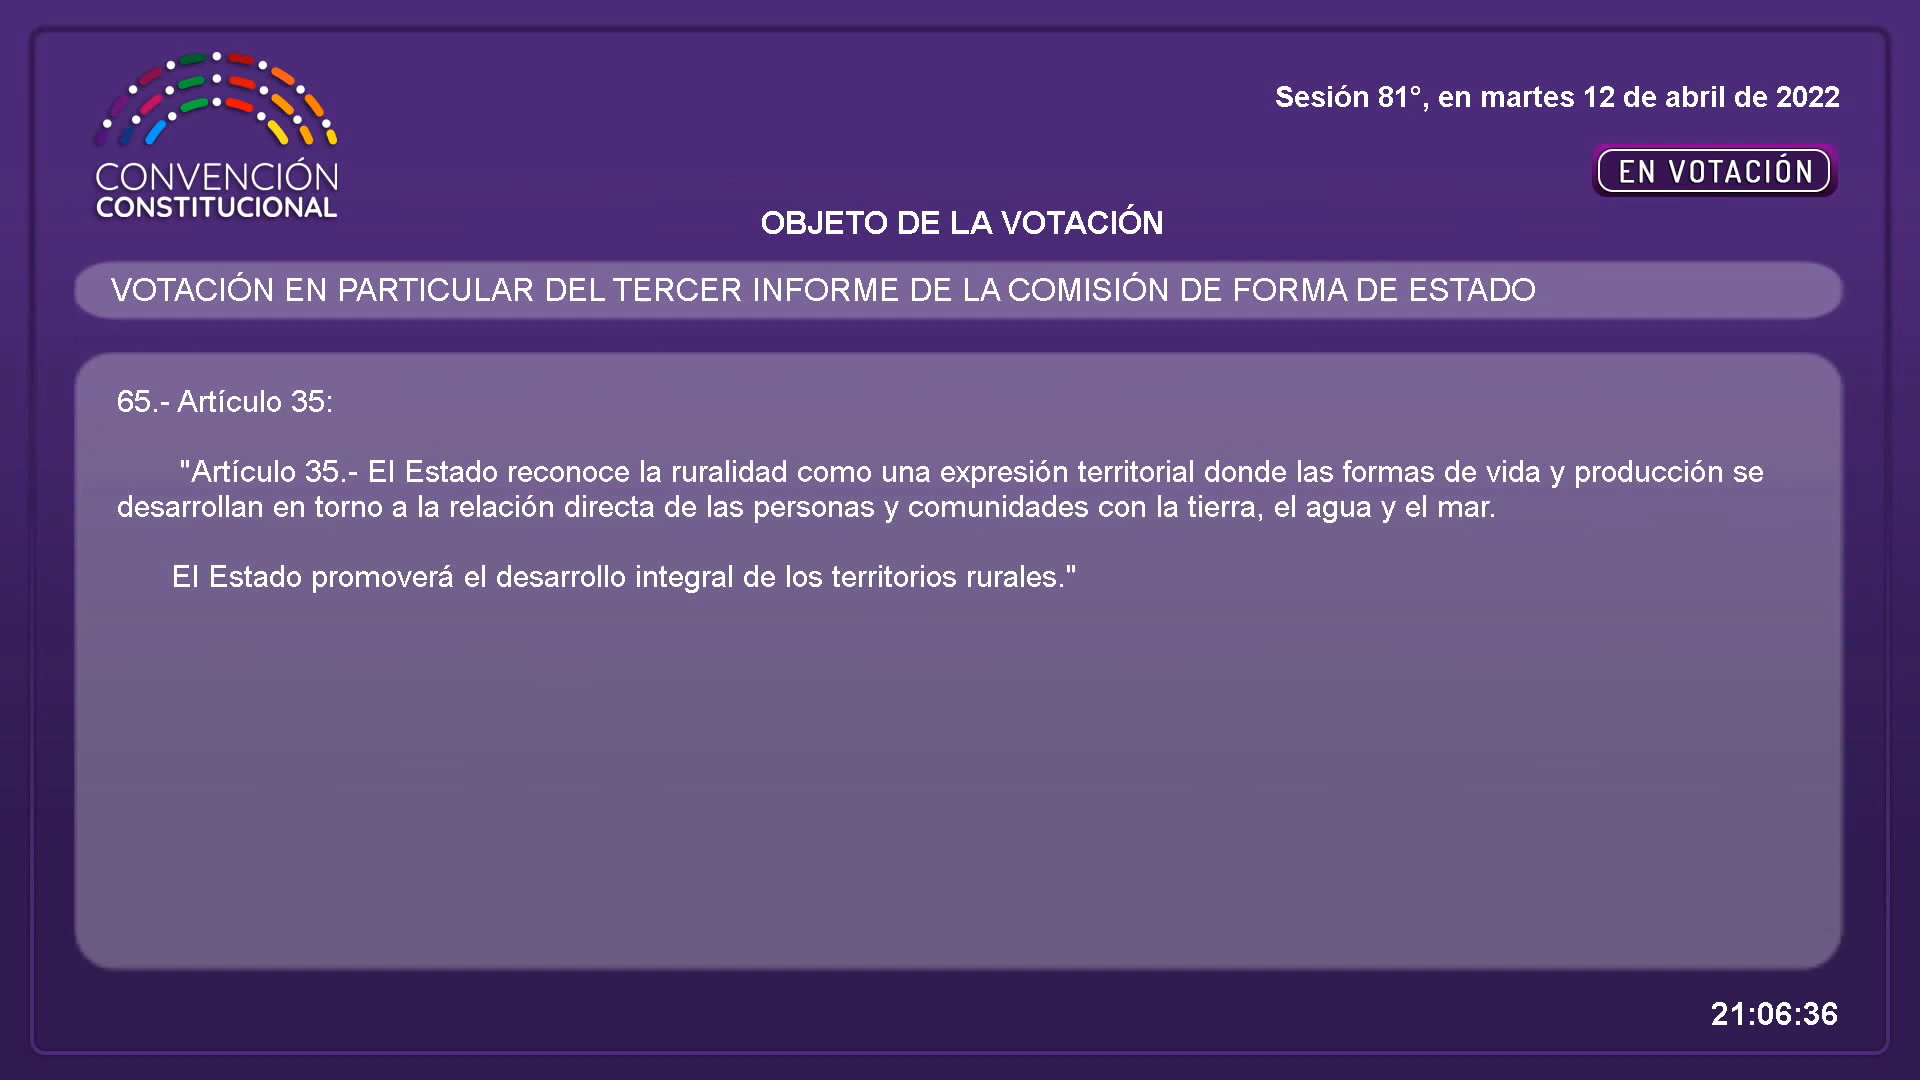 CONVENCIÓN
CONSTITUCIONAL
Sesión 81°, en martes 12 de abril de 2022
EN VOTACIÓN
OBJETO DE LA VOTACIÓN
VOTACIÓN EN PARTICULAR DEL TERCER INFORME DE LA COMISIÓN DE FORMA DE ESTADO
65.- Artículo 35:
"Artículo 35.- El Estado reconoce la ruralidad como una expresión territorial donde las formas de vida y producción se
desarrollan en torno a la relación directa de las personas y comunidades con la tierra, el agua y el mar.
El Estado promoverá el desarrollo integral de los territorios rurales."
21:06:36